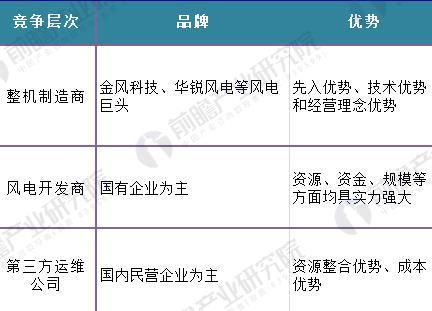 竞争层次 品牌 优势
整机制造商 金风科技、华锐风电等风电巨头 先入优势、技术优势和经营理念优势
风电开发商 国有企业为主 资源、资金、规模等方面均具实力强大
第三方运维公司 国内民营企业为主 资源整合优势、成本优势
前瞻产业研究院